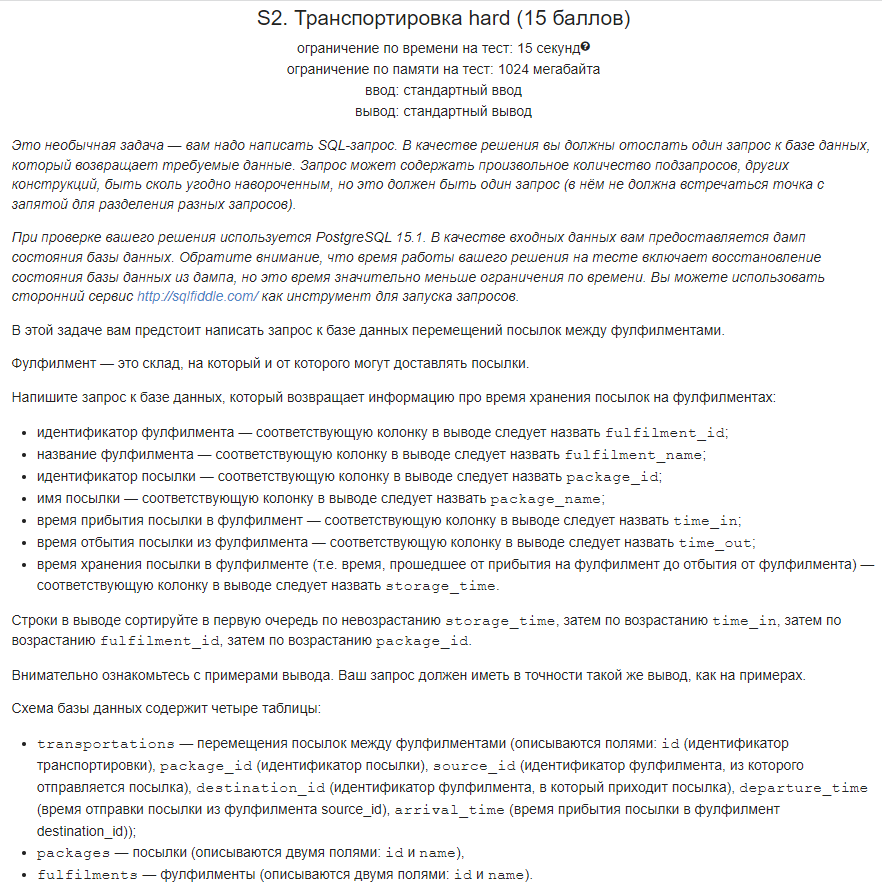 S2. Транспортировка hard (15 баллов)
ограничение по времени на тест: 15 секунд
ограничение по памяти на тест: 1024 мегабайта
ввод: стандартный ввод
вывод: стандартный вывод
Это необычная задача — вам надо написать SQL-запрос. В качестве решения вы должны отослать один запрос к базе данных,
который возвращает требуемые данные. Запрос может содержать произвольное количество подзапросов, других
конструкций, быть сколь угодно навороченным, но это должен быть один запрос (в нём не должна встречаться точка с
запятой для разделения разных запросов).
При проверке вашего решения используется PostgreSQL 15.1. В качестве входных данных вам предоставляется дамп
состояния базы данных. Обратите внимание, что время работы вашего решения на тесте включает восстановление
состояния базы данных из дампа, но это время значительно меньше ограничения по времени. Вы можете использовать
сторонний сервис http://sqlfiddle.com/ как инструмент для запуска запросов.
В этой задаче вам предстоит написать запрос к базе данных перемещений посылок между фулфилментами.
Фулфилмент — это склад, на который и от которого могут доставлять посылки.
Напишите запрос к базе данных, который возвращает информацию про время хранения посылок на фулфилментах:
• идентификатор фулфилмента — соответствующую колонку в выводе следует назвать fulfilment_id;
• название фулфилмента — соответствующую колонку в выводе следует назвать fulfilment_name;
• идентификатор посылки — соответствующую колонку в выводе следует назвать package_id;
• имя посылки — соответствующую колонку в выводе следует назвать package_name;
• время прибытия посылки в фулфилмент — соответствующую колонку в выводе следует назвать time_in;
• время отбытия посылки из фулфилмента — соответствующую колонку в выводе следует назвать time_out;
• время хранения посылки в фулфилменте (т.е. время, прошедшее от прибытия на фулфилмент до отбытия от фулфилмента) —
соответствующую колонку в выводе следует назвать storage_time.
Строки в выводе сортируйте в первую очередь по невозрастанию storage_time, затем по возрастанию time_in, затем по
возрастанию fulfilment_id, затем по возрастанию package_id.
Внимательно ознакомьтесь с примерами вывода. Ваш запрос должен иметь в точности такой же вывод, как на примерах.
Схема базы данных содержит четыре таблицы:
• transportations — перемещения посылок между фулфилментами (описываются полями: id (идентификатор
транспортировки), package_id (идентификатор посылки), source_id (идентификатор фулфилмента, из которого
отправляется посылка), destination_id (идентификатор фулфилмента, в который приходит посылка), departure_time
(время отправки посылки из фулфилмента source_id), arrival_time (время прибытия посылки в фулфилмент
destination_id));
• packages — посылки (описываются двумя полями: id и name),
• fulfilments — фулфилменты (описываются двумя полями: id и name).